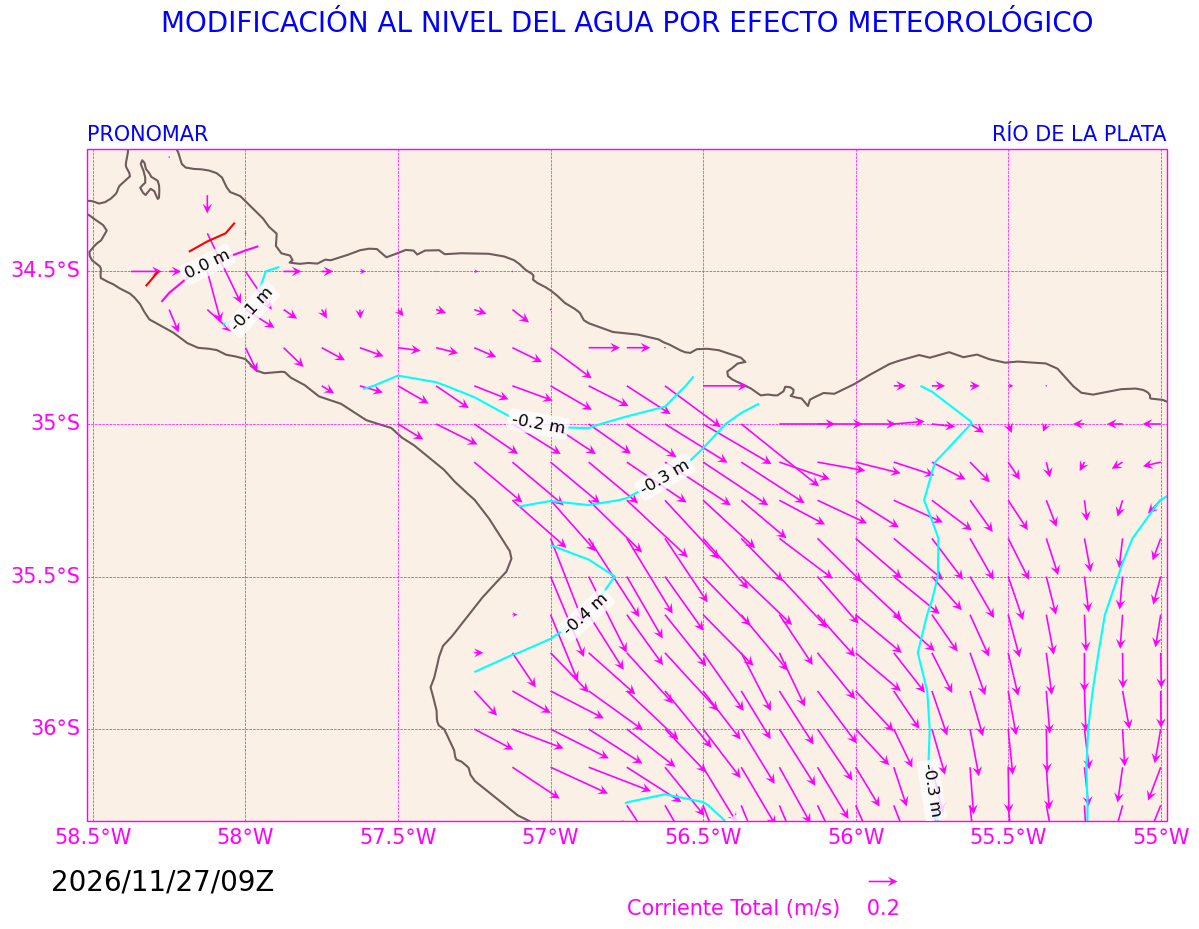 MODIFICACIÓN AL NIVEL DEL AGUA POR EFECTO METEOROLÓGICO
PRONOMAR
RÍO DE LA PLATA
0.0 m
34.5°S
-0.1 m
-0.2 m
35°S
-0.3 m
35.5°S
-0.4 m
36°S
-0.3 m
58.5°W
58°W
57.5°W
57°W
56.5°W
56°W
55.5°W
55°W
2026/11/27/09Z
Corriente Total (m/s)
0.2